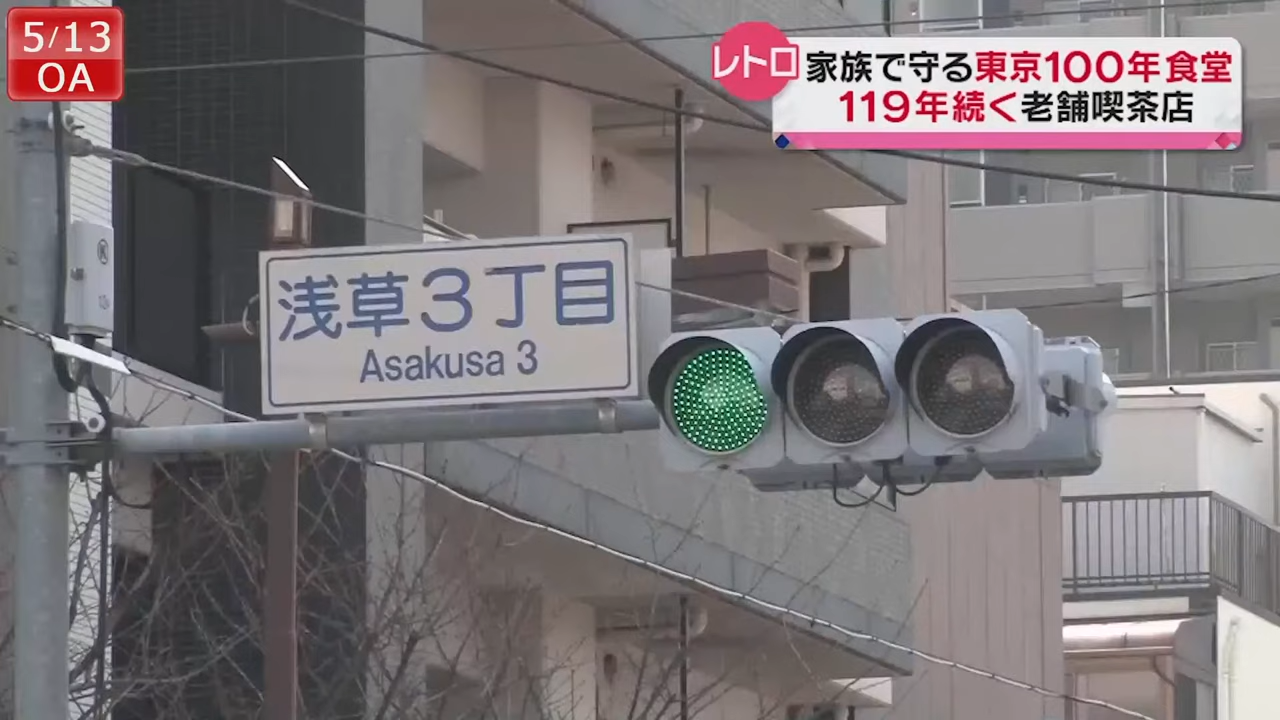 5/13
OA
レトロ
家族で守る東京100年食堂
119年続く老舗喫茶店
浅草3丁目
Asakusa 3